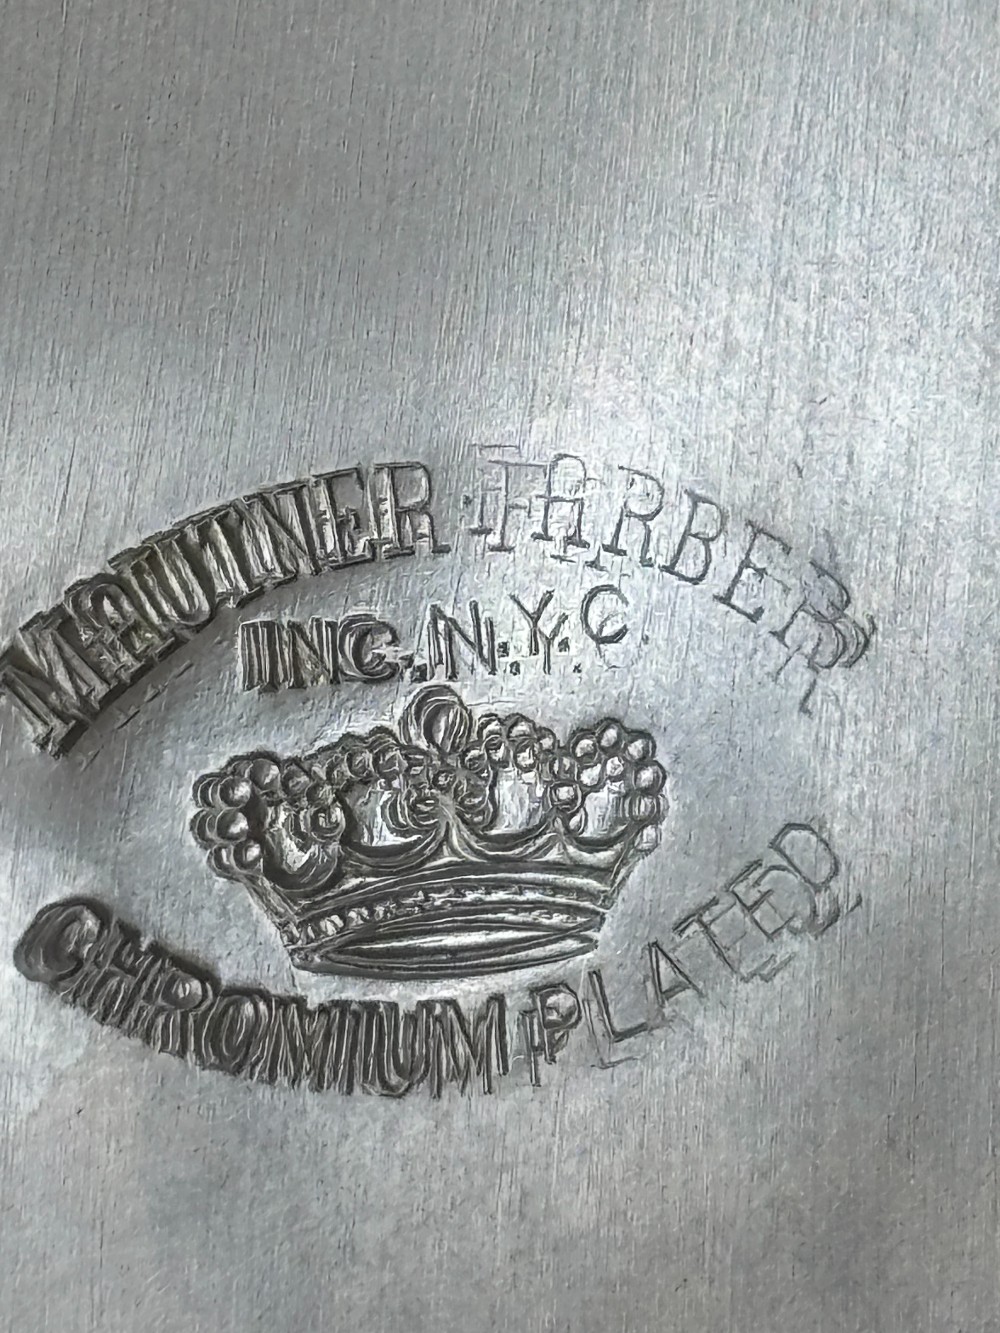 FARBER
INC. N.Y.C.
CHROMIUM PLATED